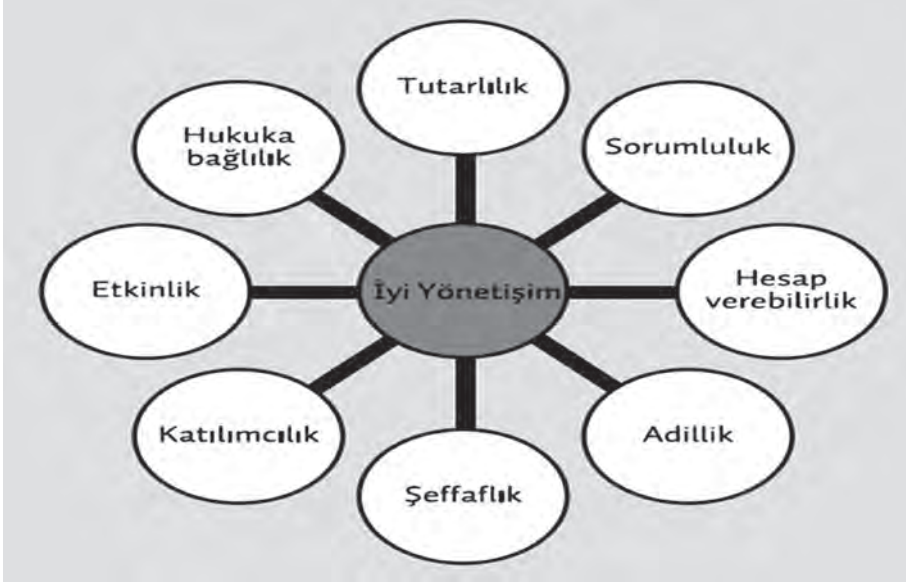 Tutarlılık
Hukuka
bağlılık
Sorumluluk
Etkinlik
İyi Yönetişim
Hesap
verebilirlik
Katılımcılık
Adillik
Şeffaflık